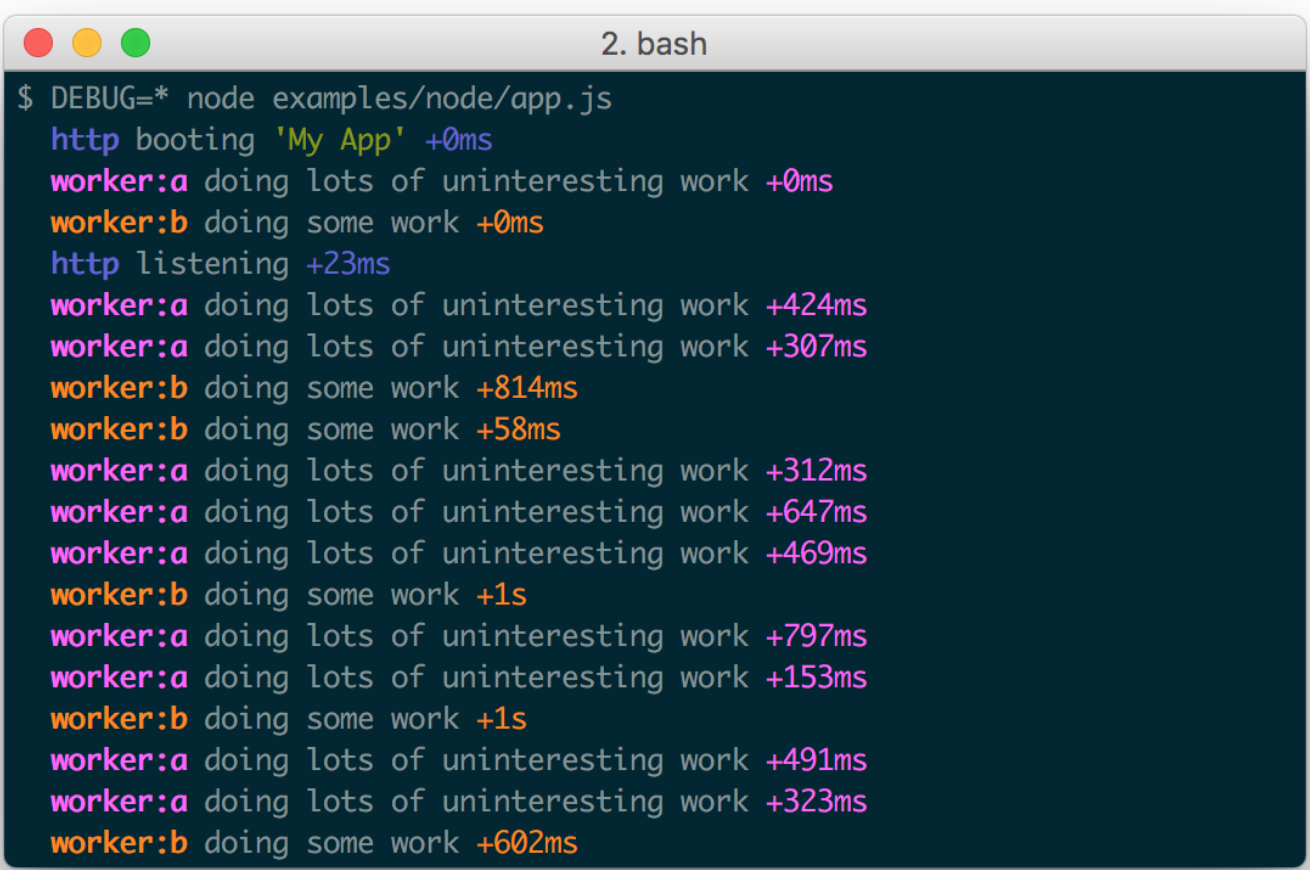 2. bash
$ DEBUG=* node examples/node/app.js
http booting 'My App' +0ms
worker:a doing lots of uninteresting work +0ms
worker:b doing some work +0ms
http listening +23ms
worker:a doing lots of uninteresting work +424ms
worker:a doing lots of uninteresting work +307ms
worker:b doing some work +814ms
worker:b doing some work +58ms
worker:a doing lots of uninteresting work +312ms
worker:a doing lots of uninteresting work +647ms
worker:a doing lots of uninteresting work +469ms
worker:b doing some work +1s
worker:a doing lots of uninteresting work +797ms
worker:a doing lots of uninteresting work +153ms
worker:b doing some work +1s
worker:a doing lots of uninteresting work +491ms
worker:a doing lots of uninteresting work +323ms
worker:b doing some work +602ms